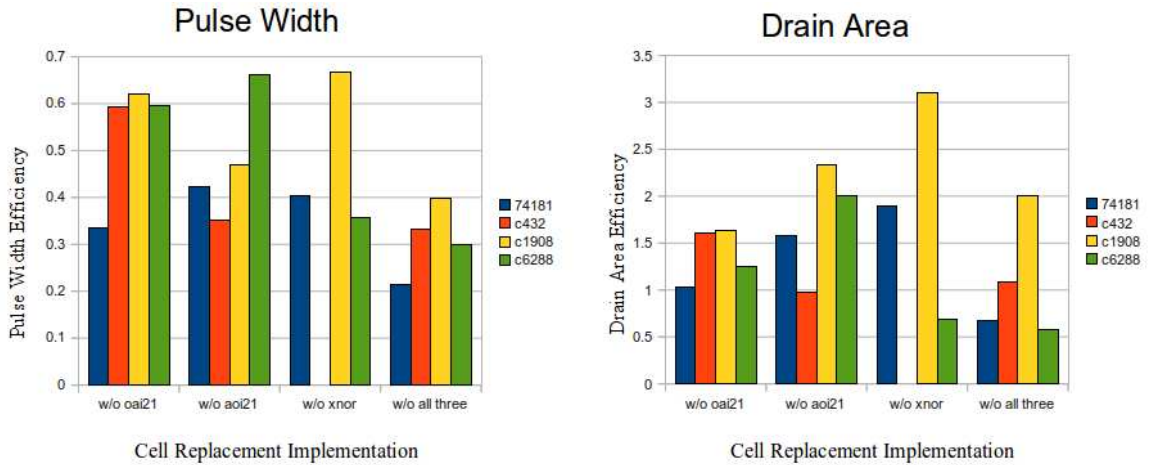 Pulse Width
0.7
0.6
0.5
0.4
0.3
0.2
0.1
0
Pulse Width Efficiency
w/o oai21
w/o aoi21
w/o xnor
w/o all three
Cell Replacement Implementation
74181
c432
c1908
c6288
Drain Area
3.5
3
2.5
2
1.5
1
0.5
0
Drain Area Efficiency
w/o oai21
w/o aoi21
w/o xnor
w/o all three
Cell Replacement Implementation
74181
c432
c1908
c6288